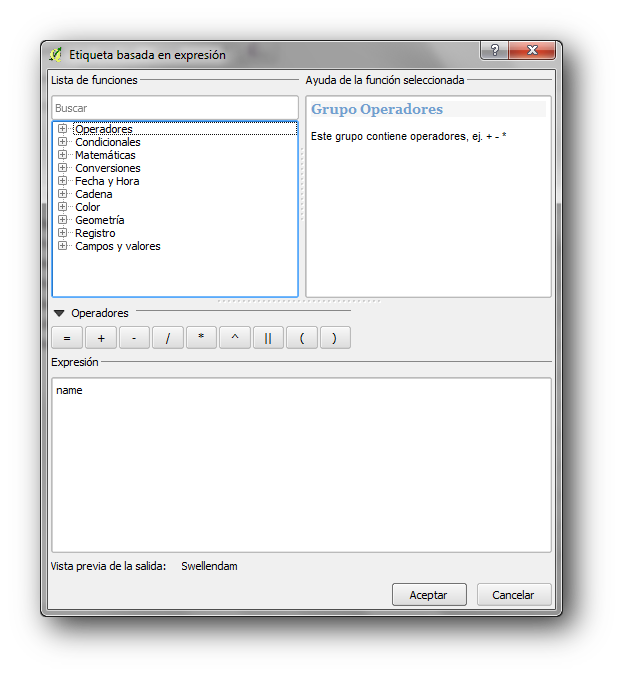 Etiqueta basada en expresión
?
Lista de funciones
Buscar
Operadores
Condicionales
Matemáticas
Conversiones
Fecha y Hora
Cadena
Color
Geometría
Registro
Campos y valores
Ayuda de la función seleccionada
Grupo Operadores
Este grupo contiene operadores, ej. + - *
Operadores
= + - / * ^ || ( )
Expresión
name
Vista previa de la salida: Swellendam
Aceptar Cancelar